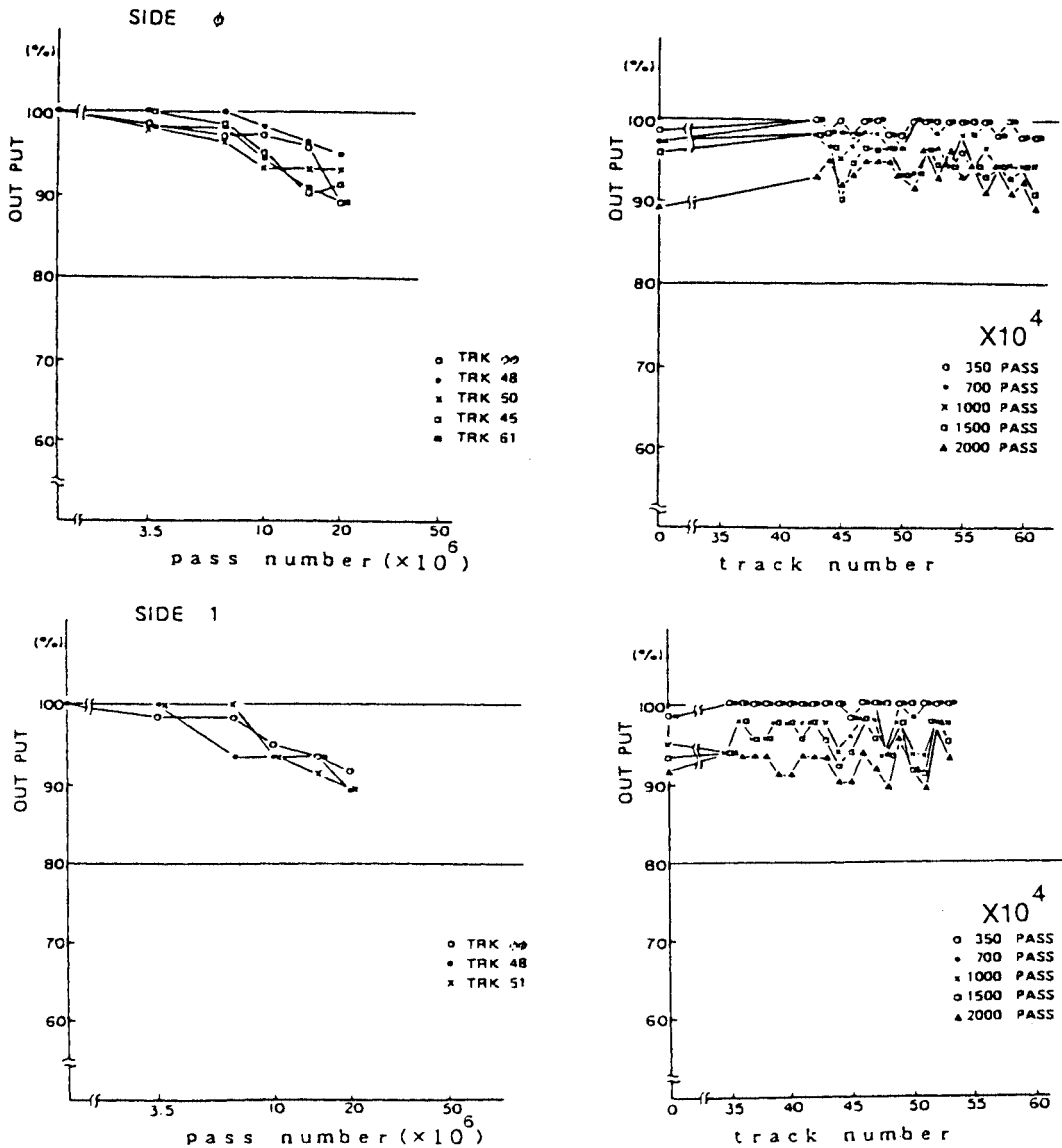 SIDE φ
(%)
100
90
80
70
60
OUT PUT
TRK 00
TRK 48
TRK 50
TRK 45
TRK 61
3.5 10 20 50
pass number (×10⁶)
(%)
100
90
80
70
60
OUT PUT
X10⁴
350 PASS
700 PASS
1000 PASS
1500 PASS
2000 PASS
0 35 40 45 50 55 60
track number
SIDE 1
(%)
100
90
80
70
60
OUT PUT
TRK 00
TRK 48
TRK 51
3.5 10 20 50
pass number (×10⁶)
(%)
100
90
80
70
60
OUT PUT
X10⁴
350 PASS
700 PASS
1000 PASS
1500 PASS
2000 PASS
0 35 40 45 50 55 60
track number